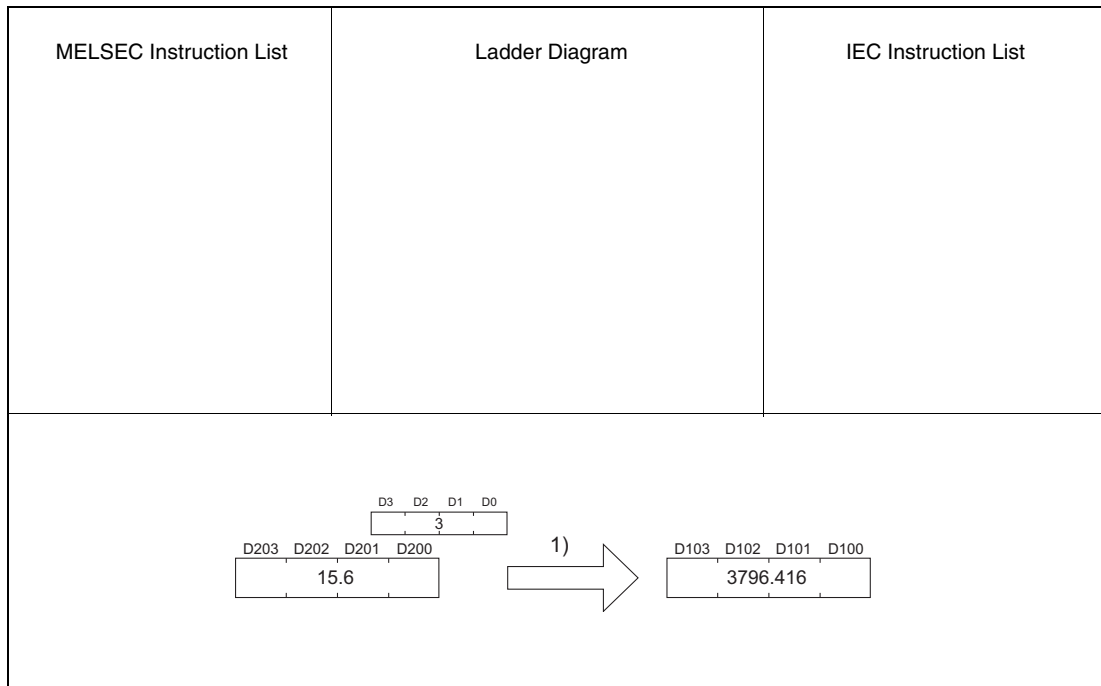 MELSEC Instruction List Ladder Diagram IEC Instruction List
D3 D2 D1 D0
3
D203 D202 D201 D200 1) D103 D102 D101 D100
15.6 3796.416